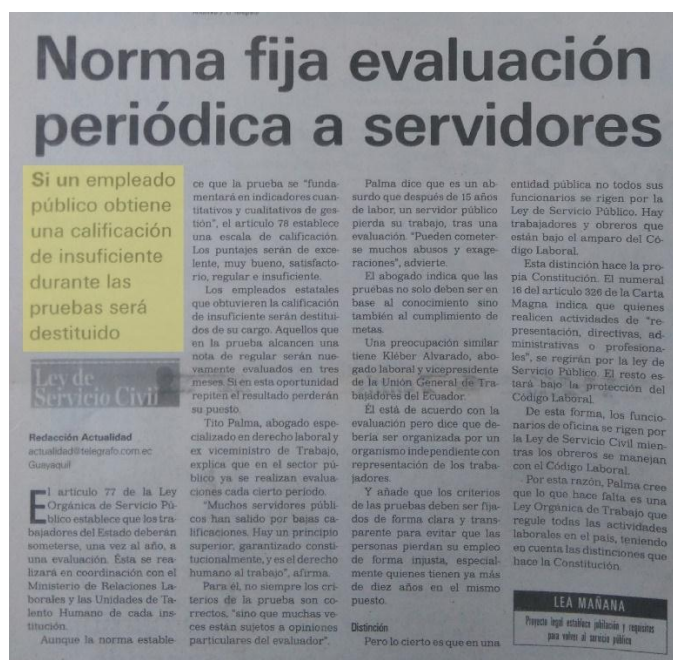 Norma fija evaluación
periódica a servidores
Si un empleado
público obtiene
una calificación
de insuficiente
durante las
pruebas será
destituido
Ley de
Servicio Civil
Redacción Actualidad
actualidad@telegrafo.com.ec
Guayaquil
El artículo 77 de la Ley
Orgánica de Servicio Pú-
blico establece que los tra-
bajadores del Estado deberán
someterse, una vez al año, a
una evaluación. Ésta se rea-
lizará en coordinación con el
Ministerio de Relaciones La-
borales y las Unidades de Ta-
lento Humano de cada ins-
titución.
Aunque la norma estable-
ce que la prueba se "funda-
mentará en indicadores cuan-
titativos y cualitativos de ges-
tión", el artículo 78 establece
una escala de calificación.
Los puntajes serán de exce-
lente, muy bueno, satisfacto-
rio, regular e insuficiente.
Los empleados estatales
que obtuvieren la calificación
de insuficiente serán destitui-
dos de su cargo. Aquellos que
en la prueba alcancen una
nota de regular serán nue-
vamente evaluados en tres
meses. Si en esta oportunidad
repiten el resultado perderán
su puesto.
Tito Palma, abogado espe-
cializado en derecho laboral y
ex viceministro de Trabajo,
explica que en el sector pú-
blico ya se realizan evalua-
ciones cada cierto período.
"Muchos servidores públi-
cos han salido por bajas ca-
lificaciones. Hay un principio
superior, garantizado consti-
tucionalmente, y es el derecho
humano al trabajo", afirma.
Para él, no siempre los cri-
terios de la prueba son co-
rrectos, "sino que muchas ve-
ces están sujetos a opiniones
particulares del evaluador".
Palma dice que es un ab-
surdo que después de 15 años
de labor, un servidor público
pierda su trabajo, tras una
evaluación. "Pueden cometer-
se muchos abusos y exage-
raciones", advierte.
El abogado indica que las
pruebas no solo deben ser en
base al conocimiento sino
también al cumplimiento de
metas.
Una preocupación similar
tiene Kléber Alvarado, abo-
gado laboral y vicepresidente
de la Unión General de Tra-
bajadores del Ecuador.
Él está de acuerdo con la
evaluación pero dice que de-
bería ser organizada por un
organismo independiente con
representación de los traba-
jadores.
Y añade que los criterios
de las pruebas deben ser fija-
dos de forma clara y trans-
parente para evitar que las
personas pierdan su empleo
de forma injusta, especial-
mente quienes tienen ya más
de diez años en el mismo
puesto.
Distinción
Pero lo cierto es que en una
entidad pública no todos sus
funcionarios se rigen por la
Ley de Servicio Público. Hay
trabajadores y obreros que
están bajo el amparo del Có-
digo Laboral.
Esta distinción hace la pro-
pia Constitución. El numeral
16 del artículo 326 de la Carta
Magna indica que quienes
realicen actividades de "re-
presentación, directivas, ad-
ministrativas o profesiona-
les", se regirán por la ley de
Servicio Público. El resto es-
tará bajo la protección del
Código Laboral.
De esta forma, los funcio-
narios de oficina se rigen por
la Ley de Servicio Civil mien-
tras los obreros se manejan
con el Código Laboral.
Por esta razón, Palma cree
que lo que hace falta es una
Ley Orgánica de Trabajo que
regule todas las actividades
laborales en el país, teniendo
en cuenta las distinciones que
hace la Constitución.
LEA MAÑANA
Proyecto legal establece jubilación y requisitos
para volver al servicio público